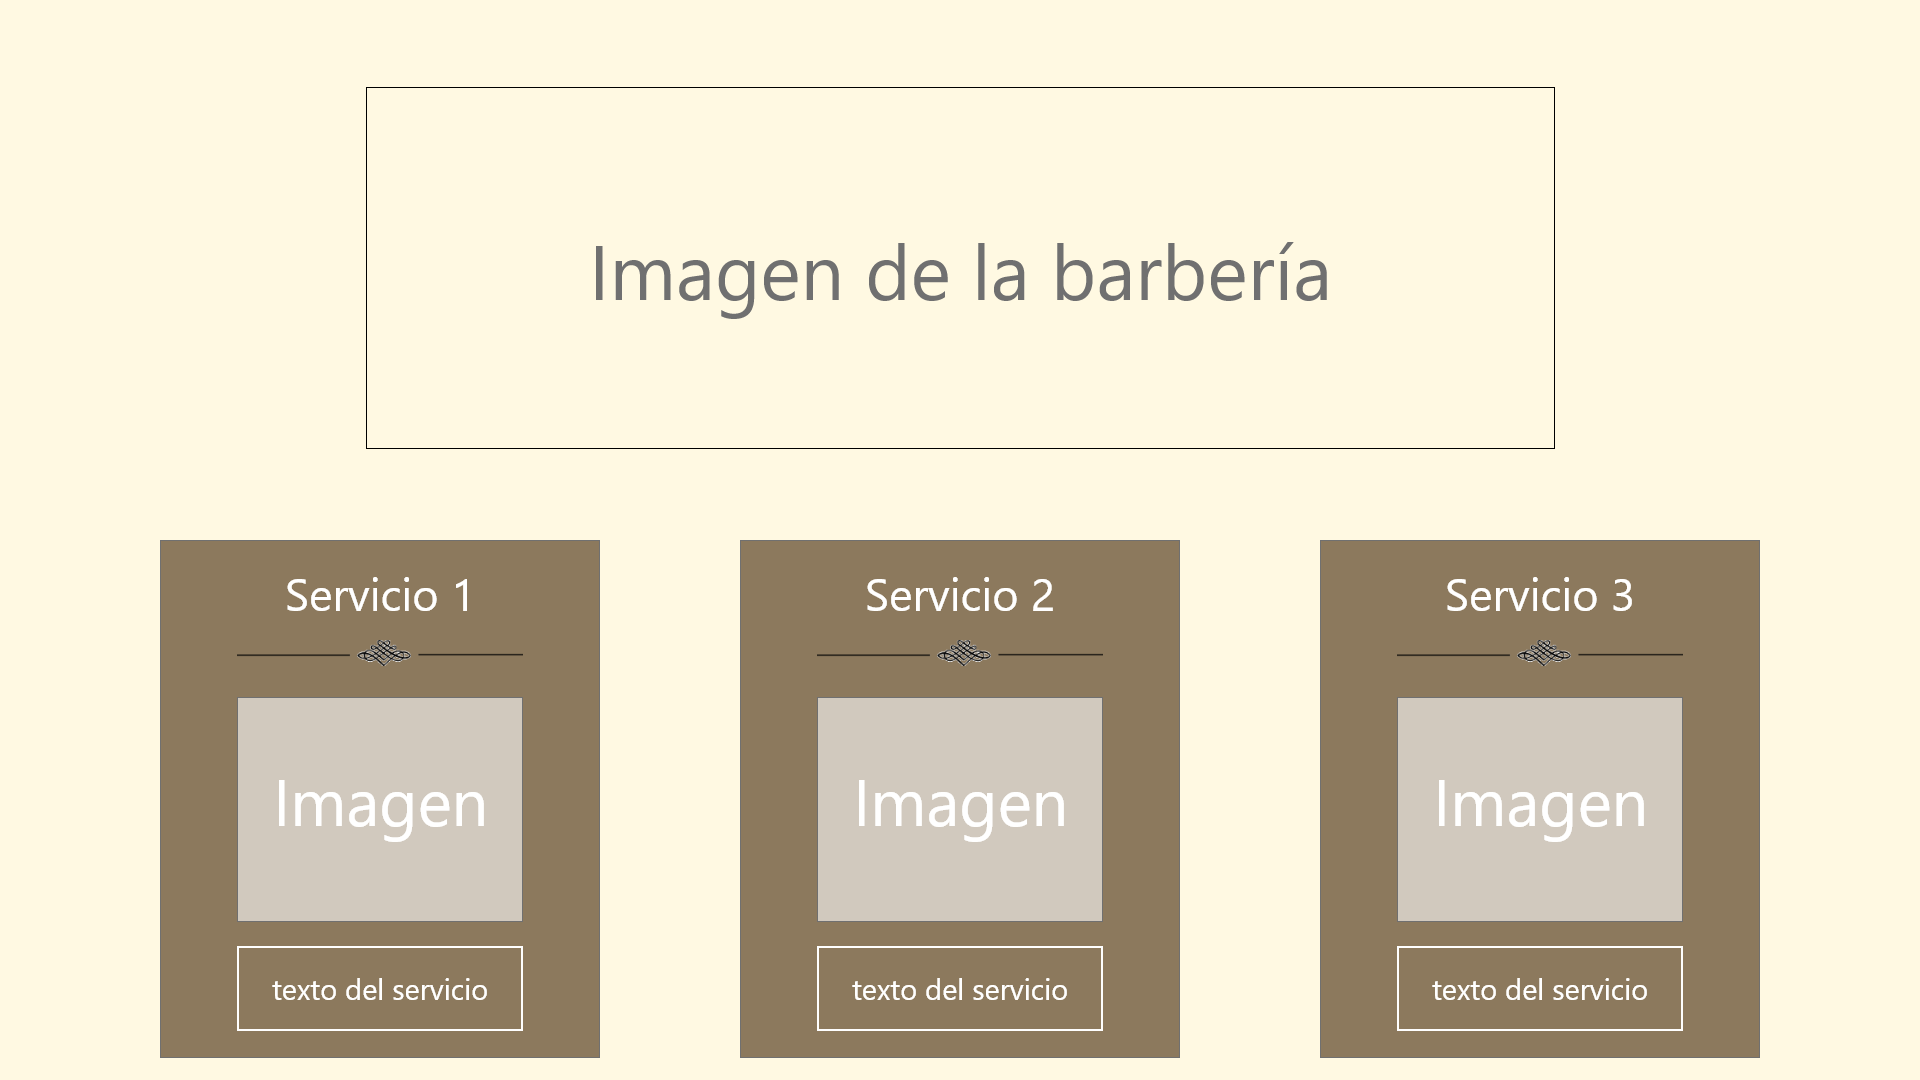 Imagen de la barbería
Servicio 1
Servicio 2
Servicio 3
Imagen
Imagen
Imagen
texto del servicio
texto del servicio
texto del servicio